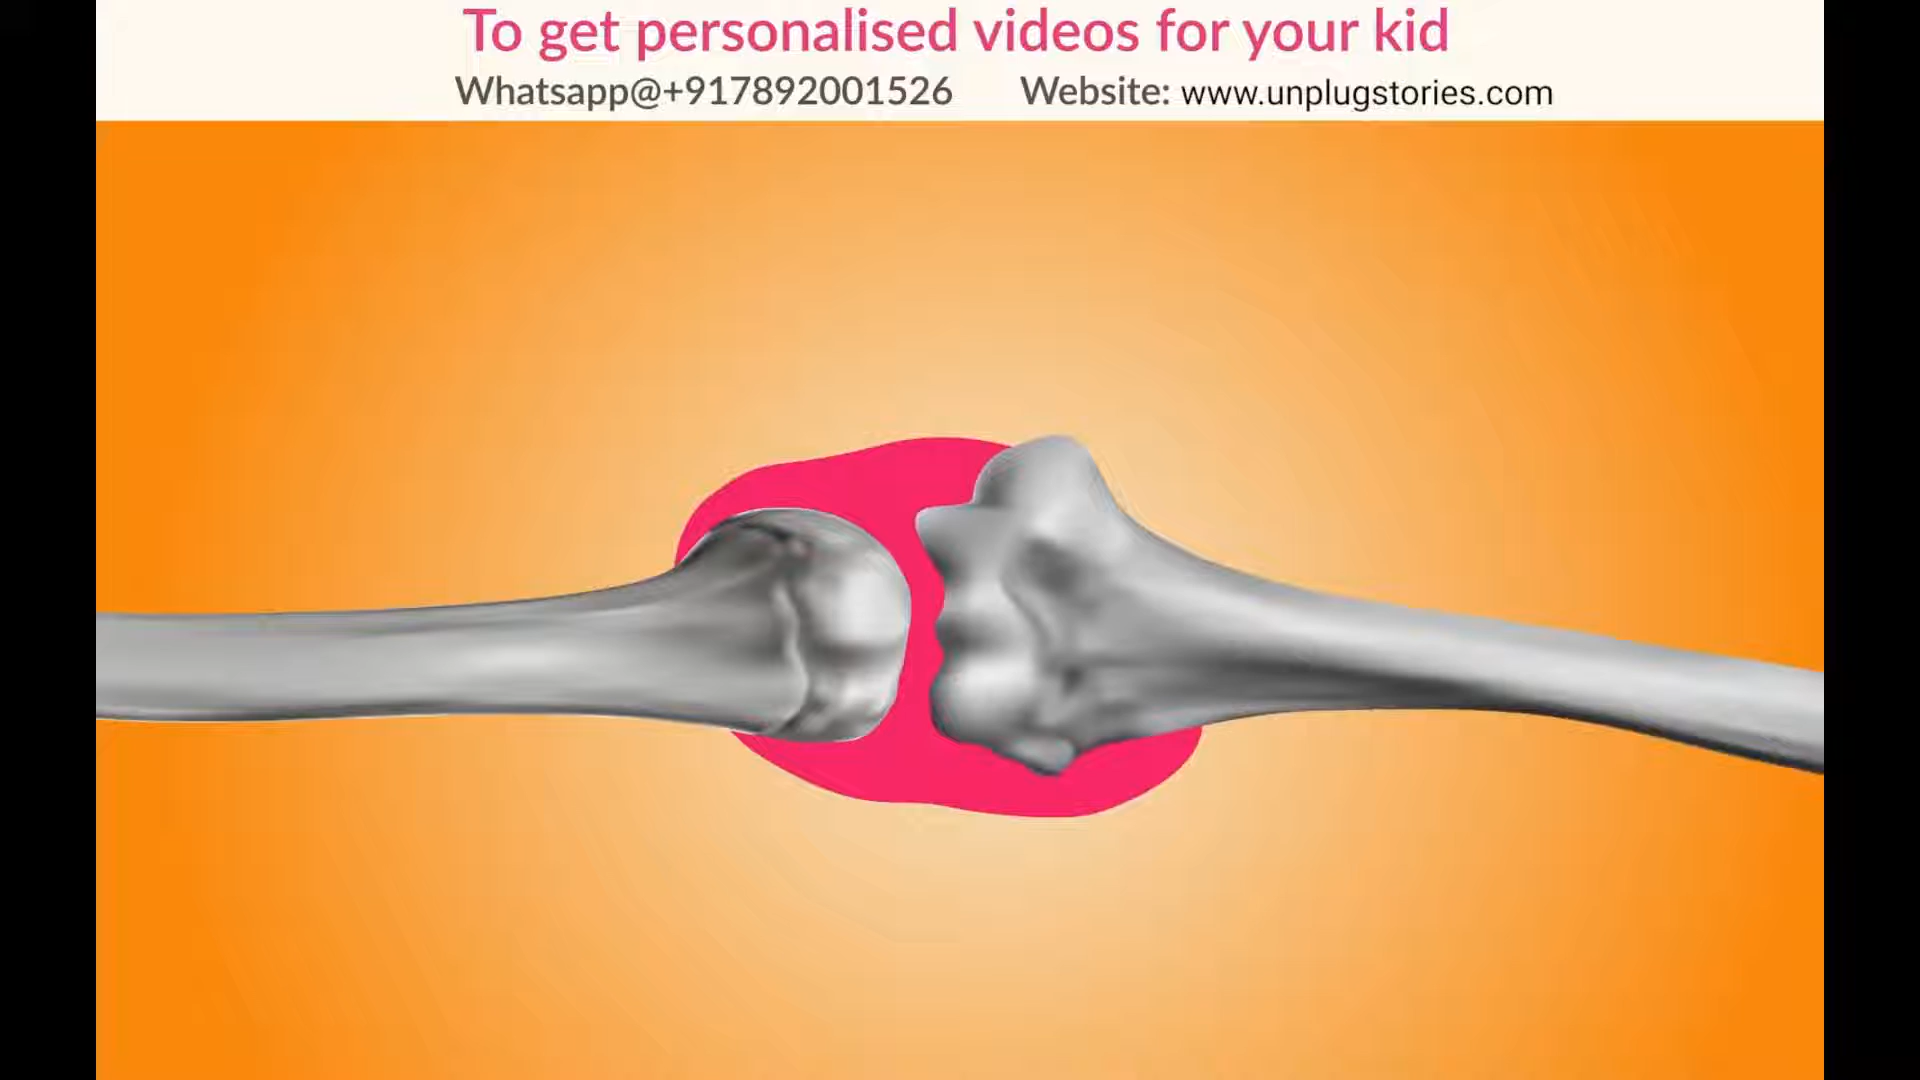 To get personalised videos for your kid
Whatsapp@+917892001526 Website: www.unplugstories.com